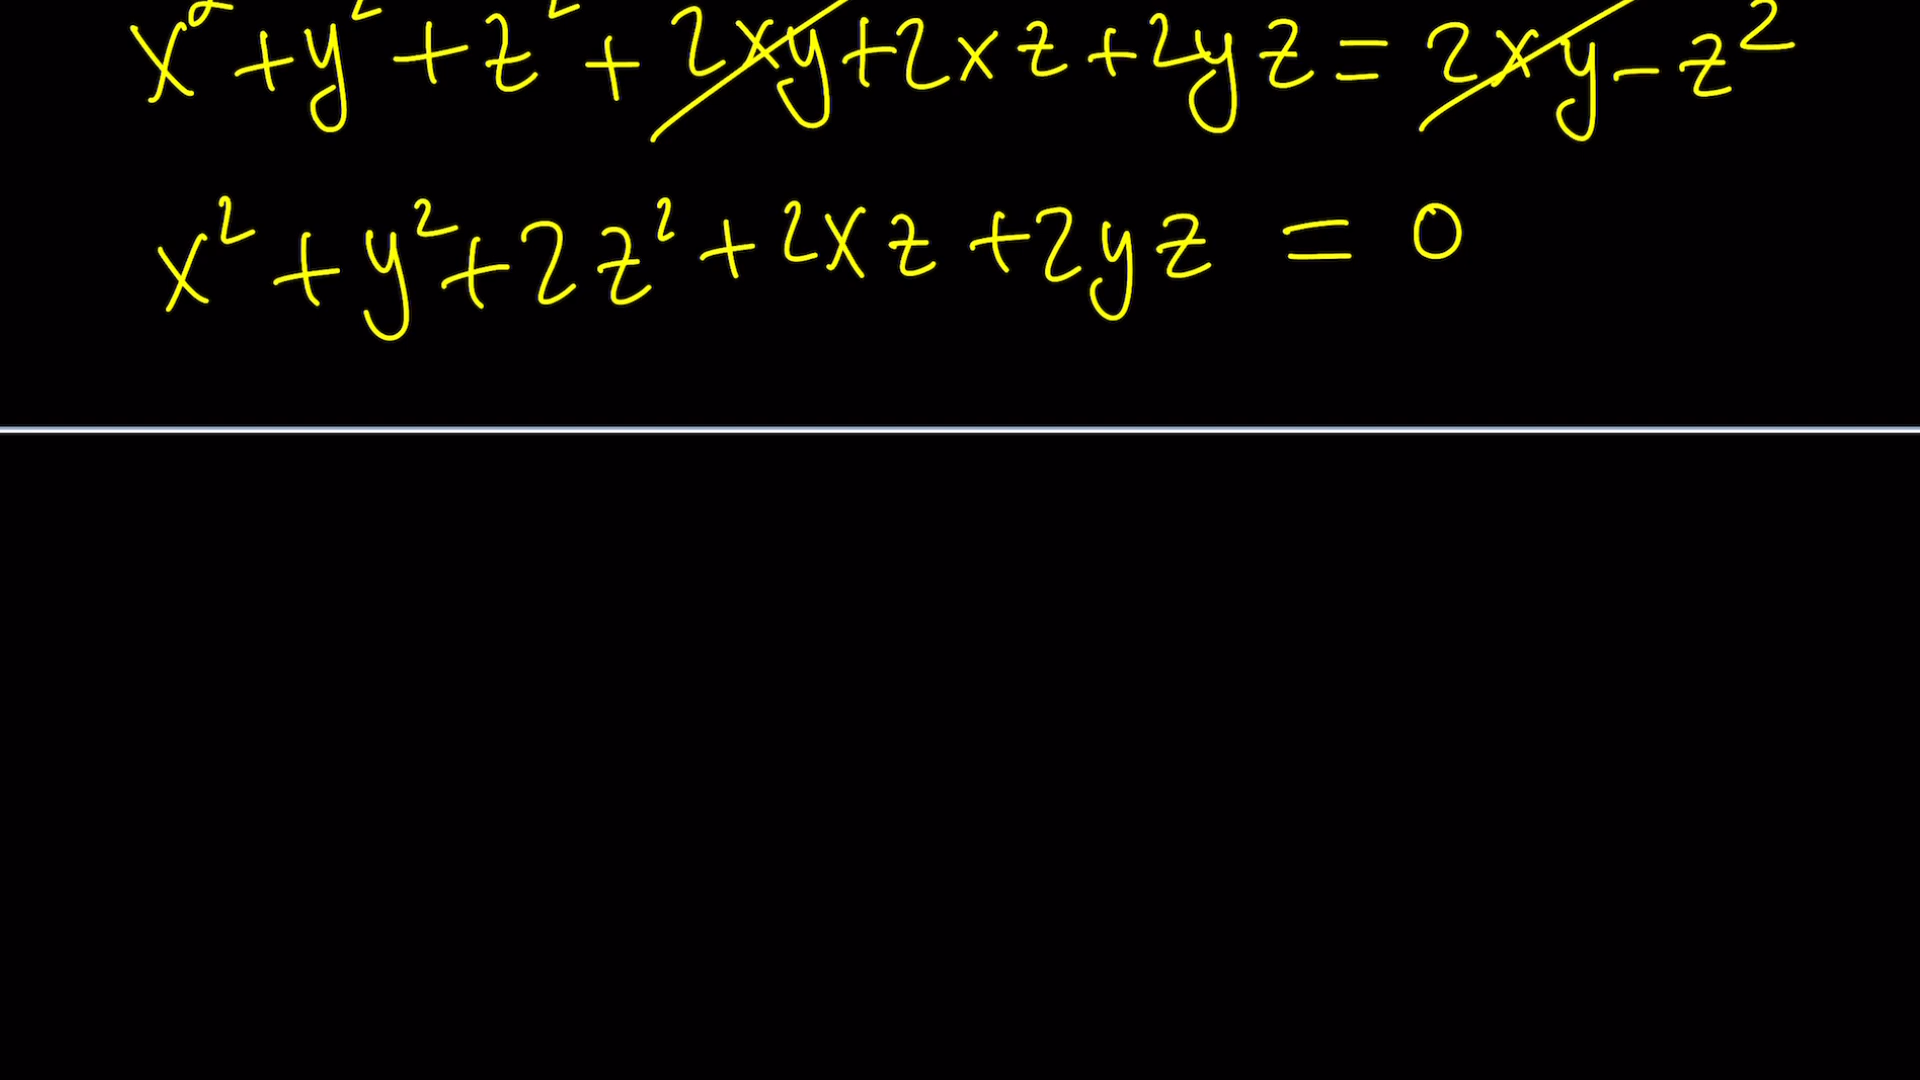 x² + y² + z² + 2xy + 2xz + 2yz = 2xy - z²
x² + y² + 2z² + 2xz + 2yz = 0